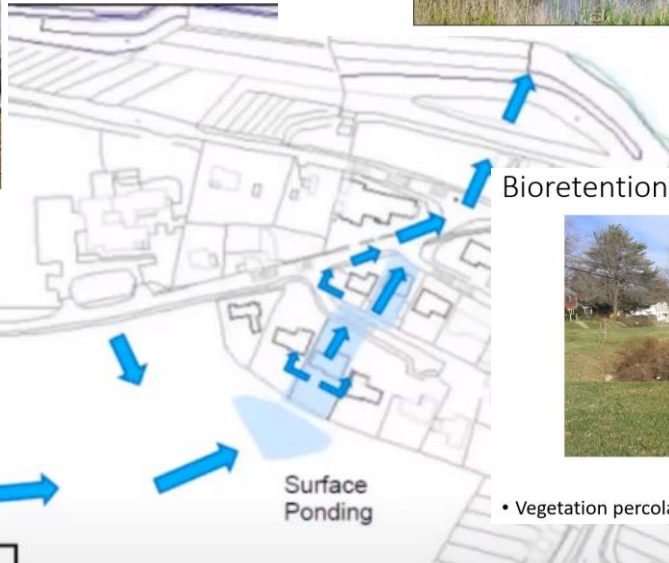 Bioretention
Surface
Ponding
• Vegetation percola